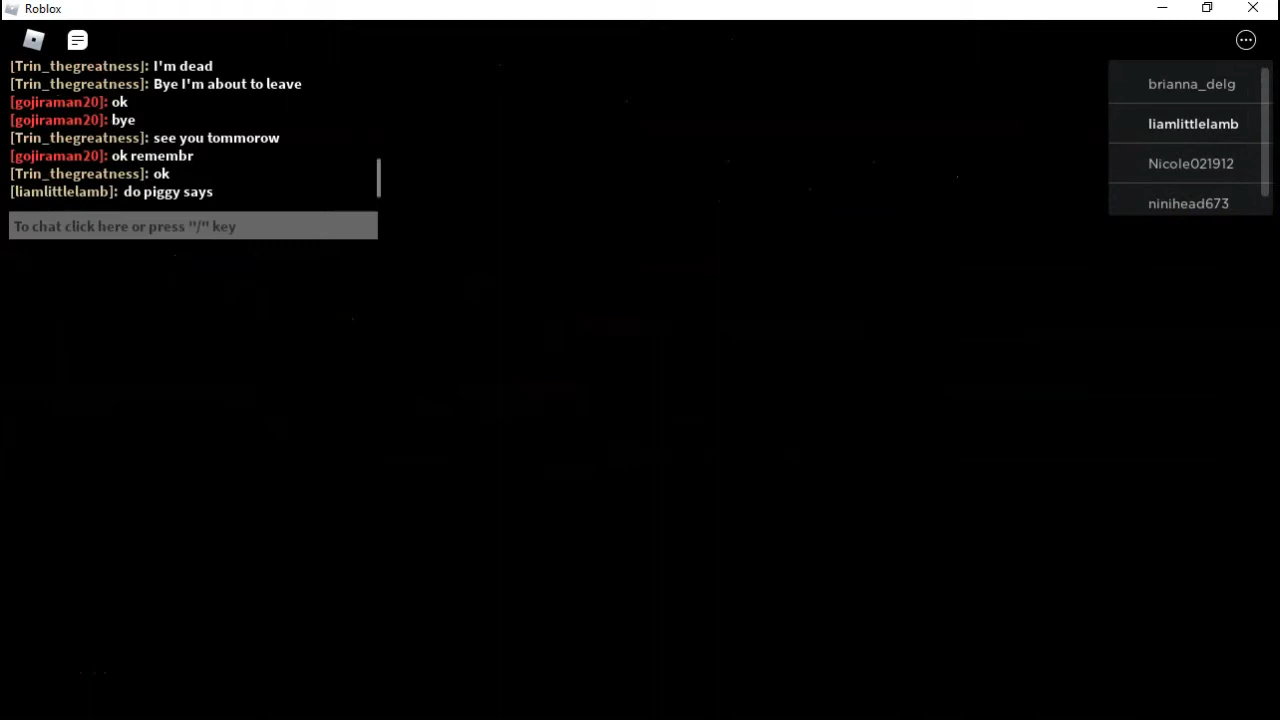 Roblox
[Trin_thegreatness]: I'm dead
[Trin_thegreatness]: Bye I'm about to leave
[gojiraman20]: ok
[gojiraman20]: bye
[Trin_thegreatness]: see you tommorow
[gojiraman20]: ok remembr
[Trin_thegreatness]: ok
[liamlittlelamb]: do piggy says
To chat click here or press "/" key
brianna_delg
liamlittlelamb
Nicole021912
ninihead673